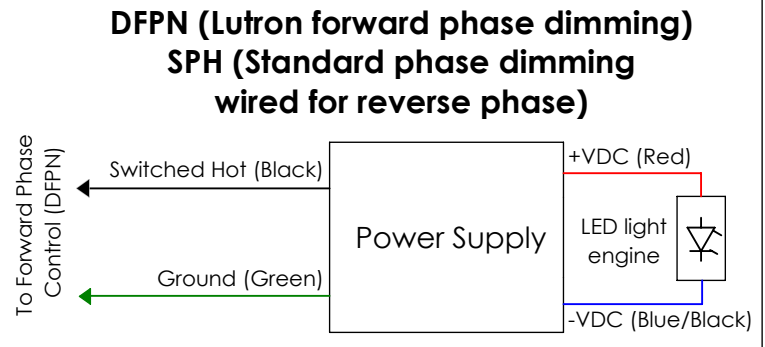 DFPN (Lutron forward phase dimming)
SPH (Standard phase dimming
wired for reverse phase)
To Forward Phase
Control (DFPN)
Switched Hot (Black)
Ground (Green)
Power Supply
+VDC (Red)
LED light
engine
-VDC (Blue/Black)